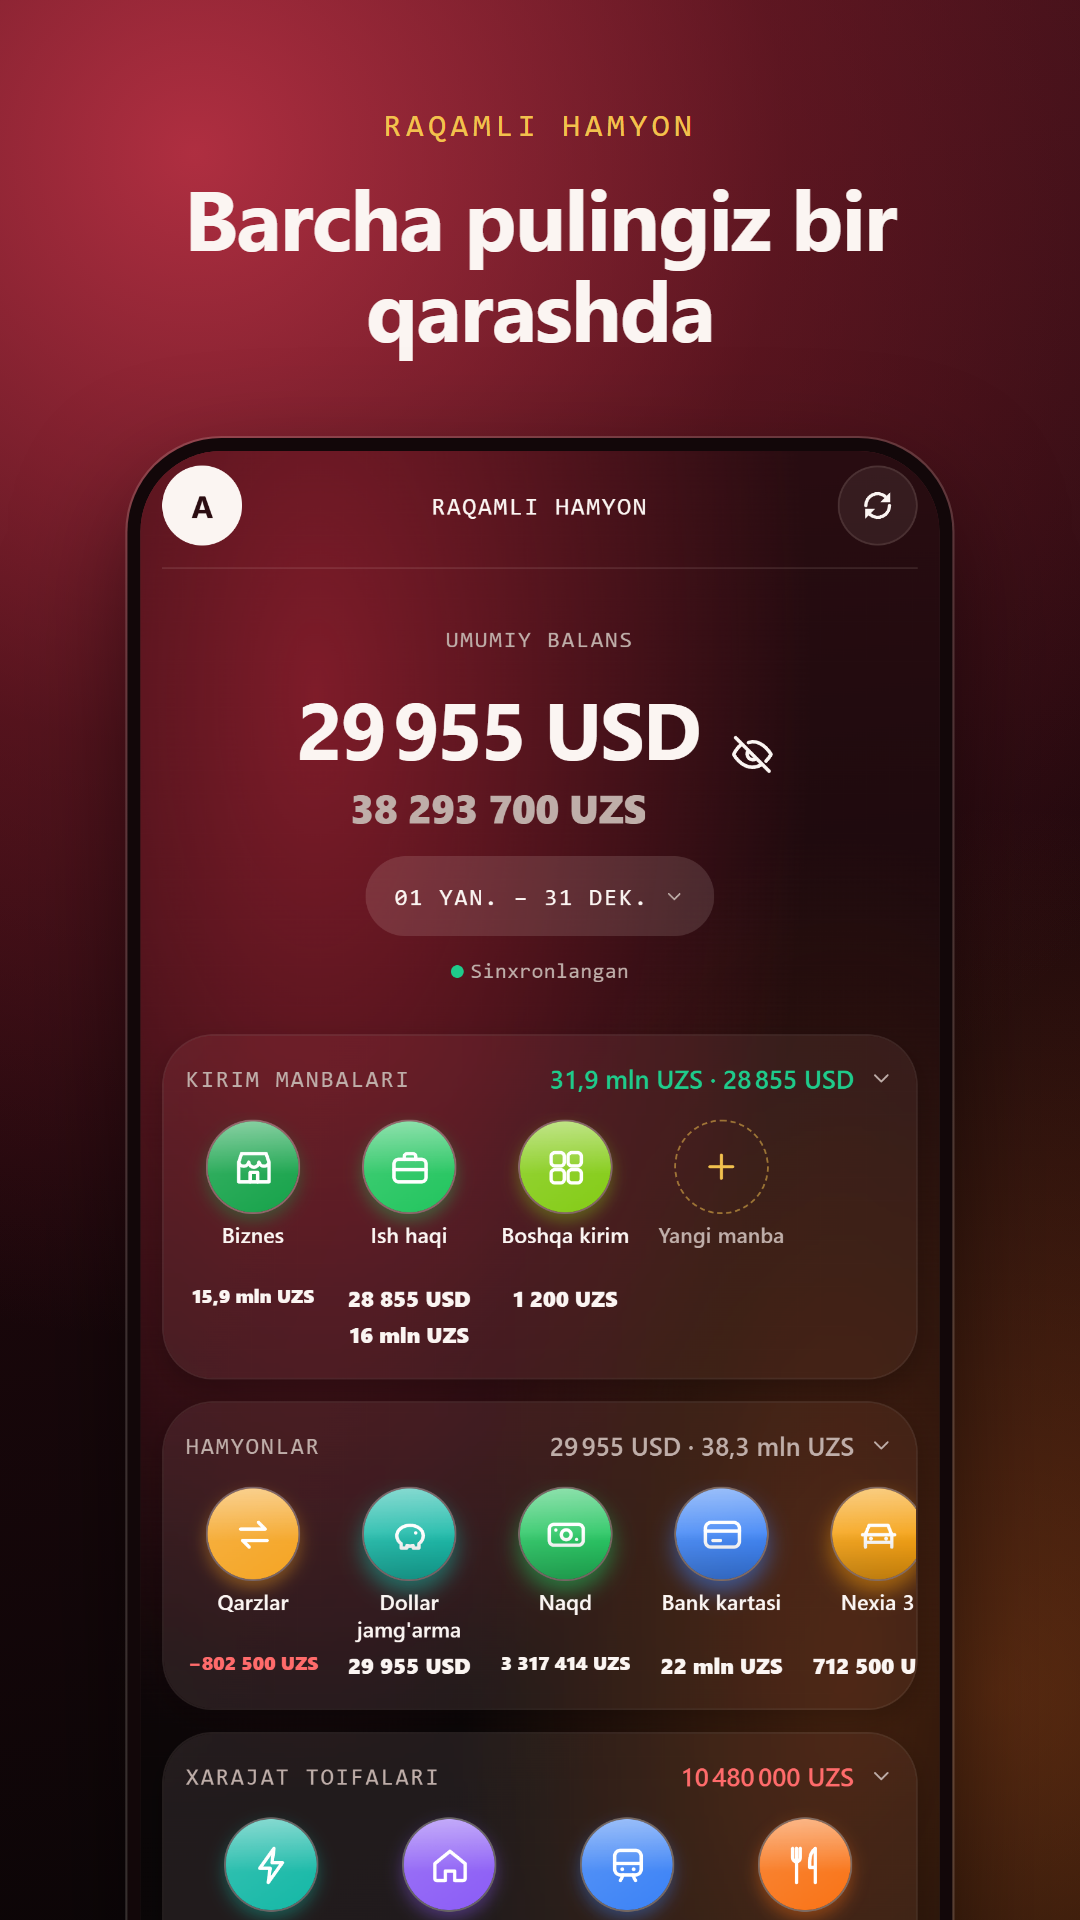 RAQAMLI HAMYON
Barcha pulingiz bir
qarashda
A
RAQAMLI HAMYON
UMUMIY BALANS
29 955 USD
38 293 700 UZS
01 YAN. – 31 DEK.
Sinxronlangan
KIRIM MANBALARI
31,9 mln UZS · 28 855 USD
Biznes
Ish haqi
Boshqa kirim
Yangi manba
15,9 mln UZS
28 855 USD
1 200 UZS
16 mln UZS
HAMYONLAR
29 955 USD · 38,3 mln UZS
Qarzlar
Dollar
jamg'arma
Naqd
Bank kartasi
Nexia 3
–802 500 UZS
29 955 USD
3 317 414 UZS
22 mln UZS
712 500 U
XARAJAT TOIFALARI
10 480 000 UZS